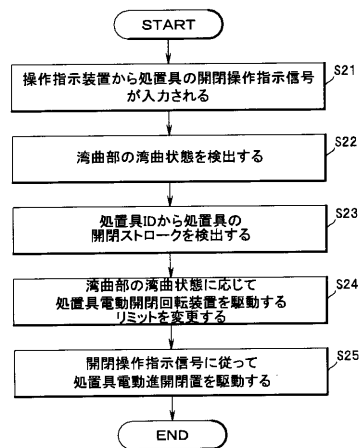 START
操作指示装置から処置具の開閉操作指示信号
が入力される
S21
湾曲部の湾曲状態を検出する
S22
処置具IDから処置具の
開閉ストロークを検出する
S23
湾曲部の湾曲状態に応じて
処置具電動開閉回転装置を駆動する
リミットを変更する
S24
開閉操作指示信号に従って
処置具電動進開閉置を駆動する
S25
END